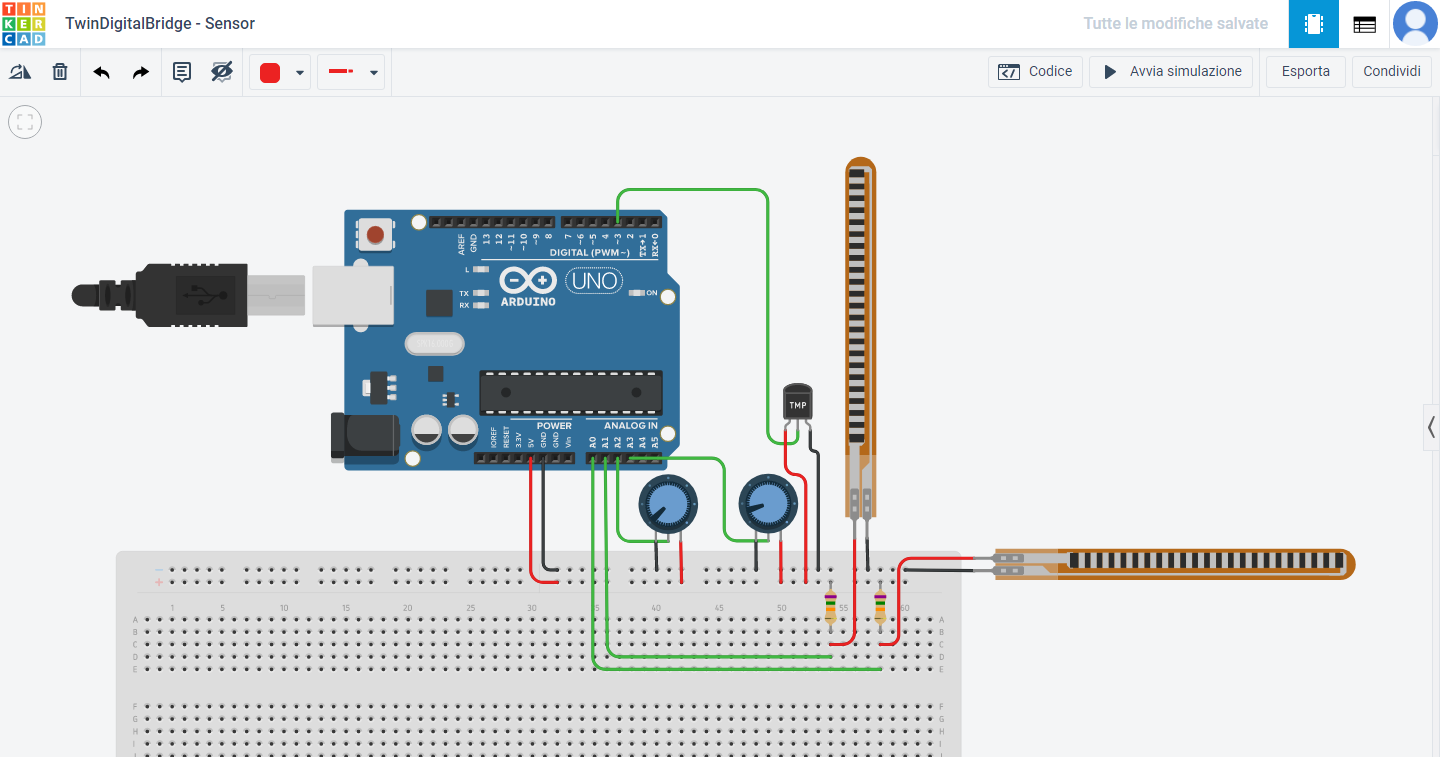 TIN
KER
CAD
TwinDigitalBridge - Sensor
Tutte le modifiche salvate
Codice
Avvia simulazione
Esporta
Condividi
AREF
GND
13
12
~11
~10
~9
8
7
~6
~5
4
~3
2
TX→1
RX←0
DIGITAL (PWM~)
L
TX
RX
ARDUINO
UNO
ON
IOREF
RESET
3.3V
5V
GND
GND
Vin
POWER
ANALOG IN
A0
A1
A2
A3
A4
A5
TMP
1
5
10
15
20
25
30
35
40
45
50
55
60
A
B
C
D
E
F
G
H
I
A
B
C
D
E
F
G
H
I